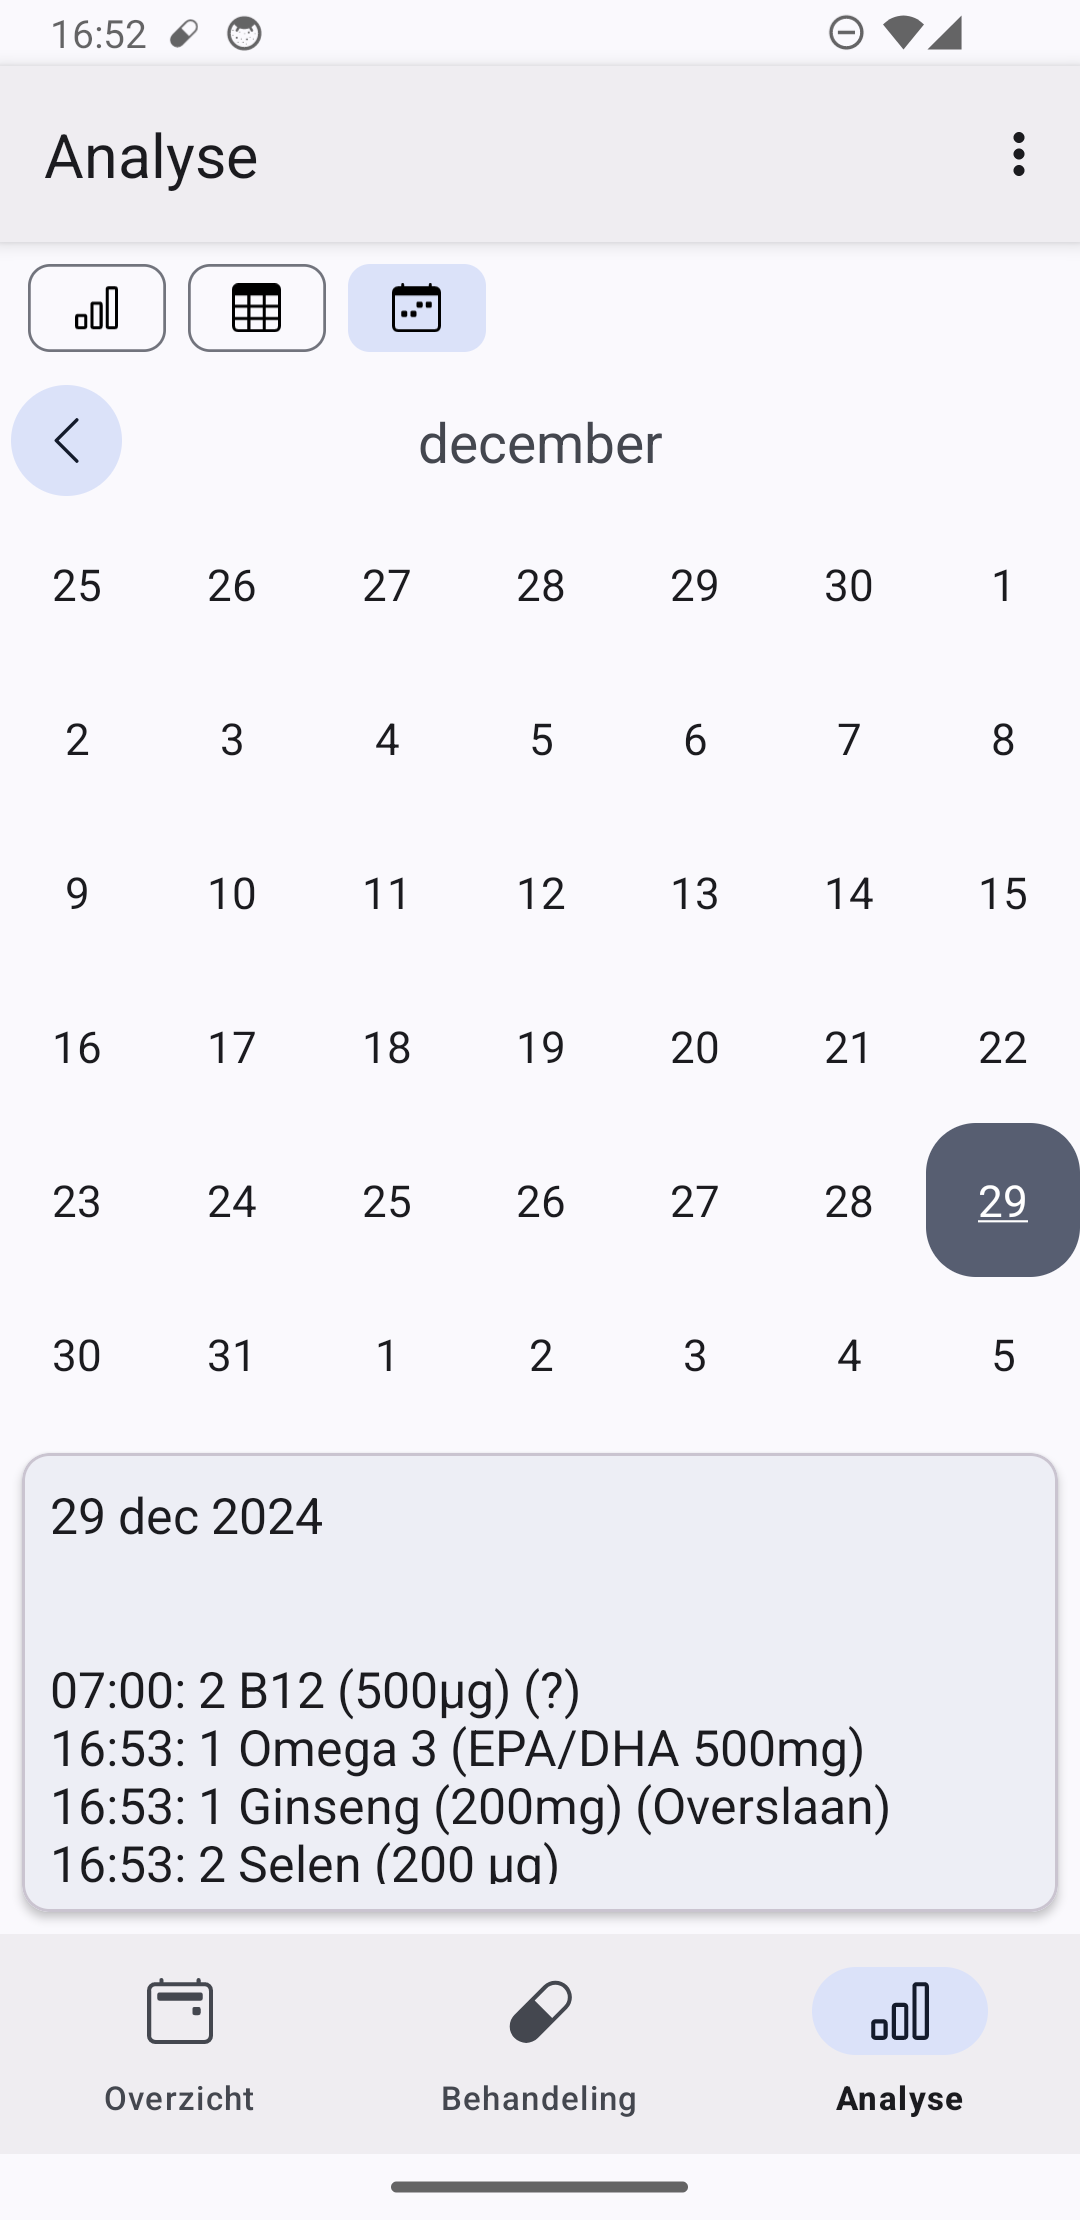 16:52
Analyse
december
25 26 27 28 29 30 1
2 3 4 5 6 7 8
9 10 11 12 13 14 15
16 17 18 19 20 21 22
23 24 25 26 27 28 29
30 31 1 2 3 4 5
29 dec 2024
07:00: 2 B12 (500µg) (?)
16:53: 1 Omega 3 (EPA/DHA 500mg)
16:53: 1 Ginseng (200mg) (Overslaan)
16:53: 2 Selen (200 µg)
Overzicht Behandeling Analyse